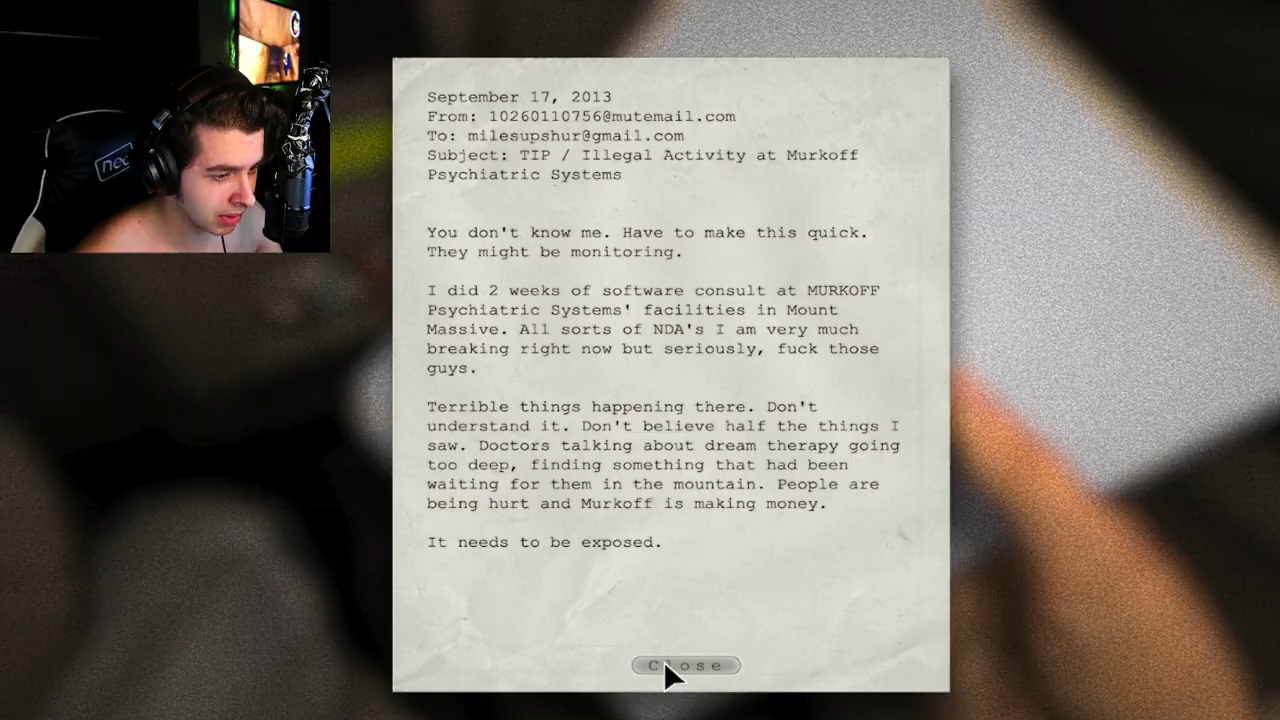 September 17, 2013
From: 10260110756@mutemail.com
To: milesupshur@gmail.com
Subject: TIP / Illegal Activity at Murkoff
Psychiatric Systems
You don't know me. Have to make this quick.
They might be monitoring.
I did 2 weeks of software consult at MURKOFF
Psychiatric Systems' facilities in Mount
Massive. All sorts of NDA's I am very much
breaking right now but seriously, fuck those
guys.
Terrible things happening there. Don't
understand it. Don't believe half the things I
saw. Doctors talking about dream therapy going
too deep, finding something that had been
waiting for them in the mountain. People are
being hurt and Murkoff is making money.
It needs to be exposed.
Close